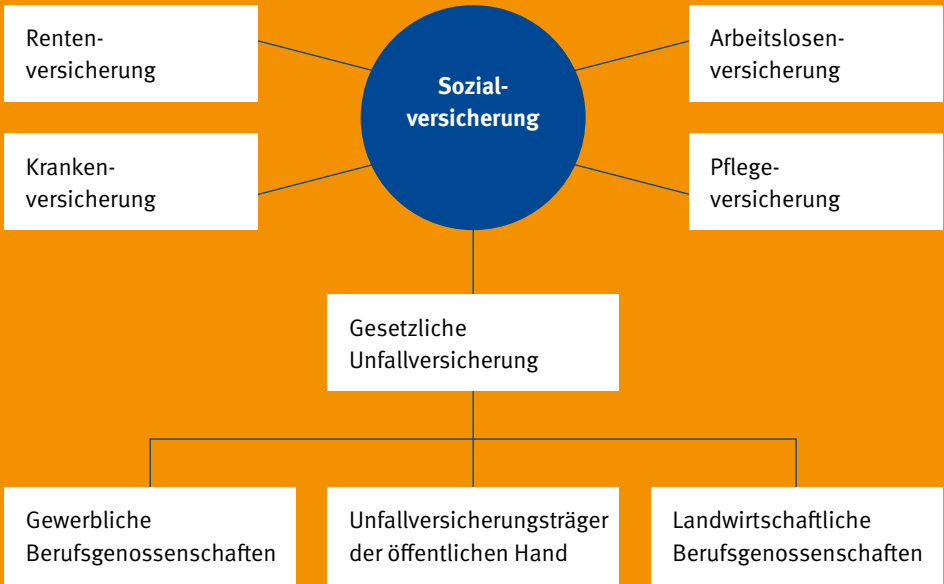 Renten-
versicherung
Sozial-
versicherung
Arbeitslosen-
versicherung
Kranken-
versicherung
Pflege-
versicherung
Gesetzliche
Unfallversicherung
Gewerbliche
Berufsgenossenschaften
Unfallversicherungsträger
der öffentlichen Hand
Landwirtschaftliche
Berufsgenossenschaften